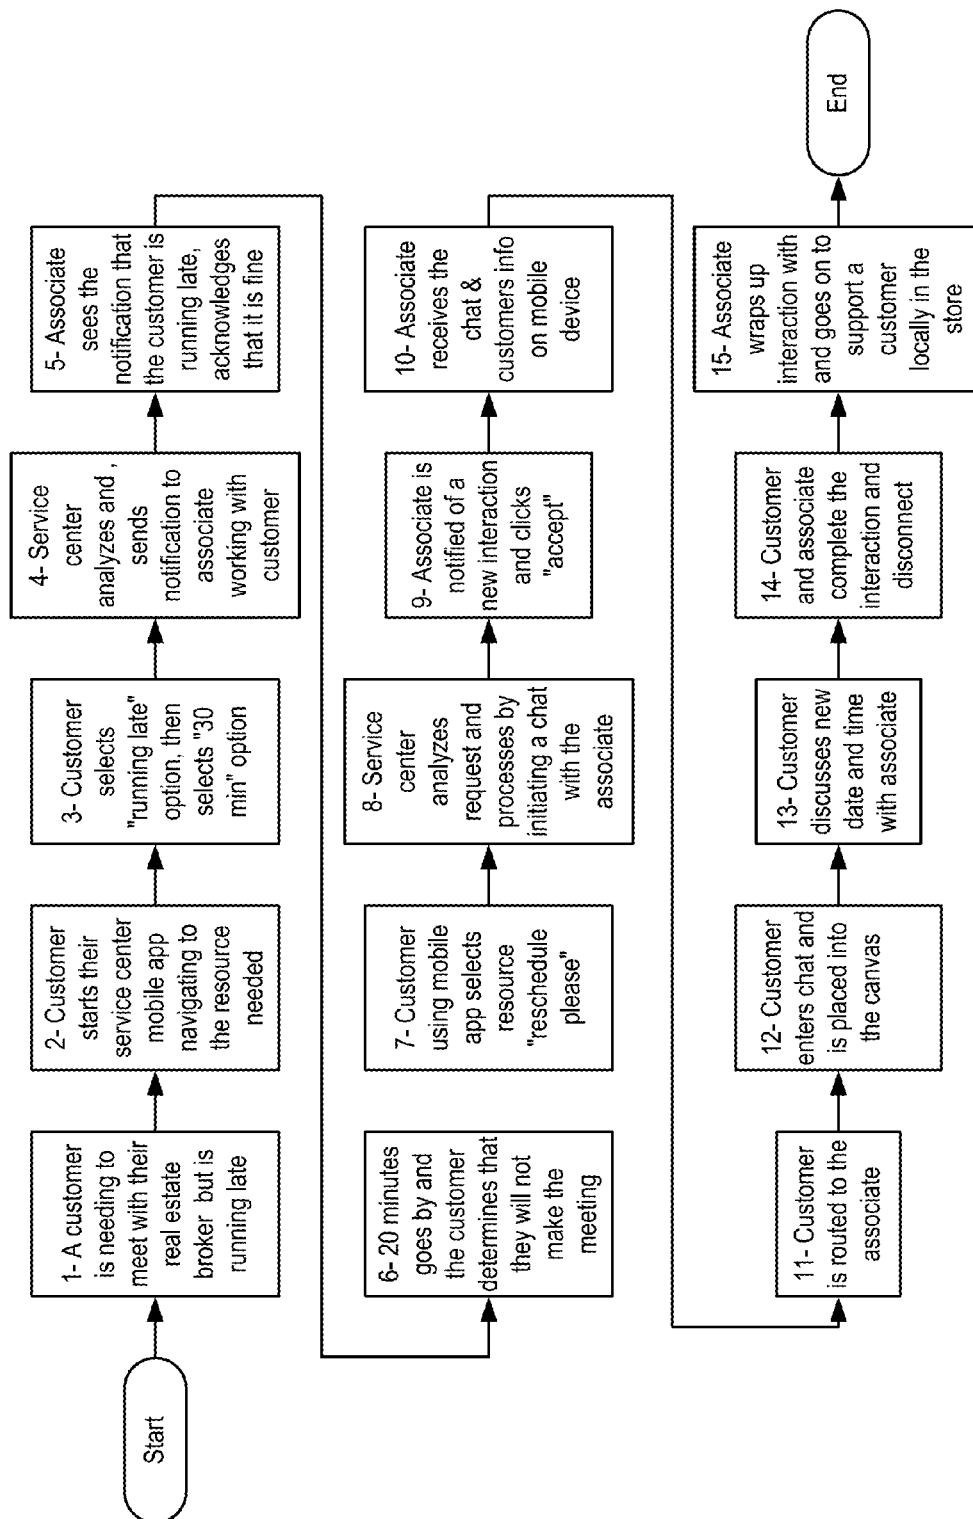 Start
1- A customer
is needing to
meet with their
real estate
broker but is
running late
2- Customer
starts their
service center
mobile app
navigating to
the resource
needed
3- Customer
selects
"running late"
option, then
selects "30
min" option
4- Service
center
analyzes and ,
sends
notification to
associate
working with
customer
5- Associate
sees the
notification that
the customer is
running late,
acknowledges
that it is fine
6- 20 minutes
goes by and
the customer
determines that
they will not
make the
meeting
7- Customer
using mobile
app selects
resource
"reschedule
please"
8- Service
center
analyzes
request and
processes by
initiating a chat
with the
associate
9- Associate is
notified of a
new interaction
and clicks
"accept"
10- Associate
receives the
chat &
customers info
on mobile
device
11- Customer
is routed to the
associate
12- Customer
enters chat and
is placed into
the canvas
13- Customer
discusses new
date and time
with associate
14- Customer
and associate
complete the
interaction and
disconnect
15- Associate
wraps up
interaction with
and goes on to
support a
customer
locally in the
store
End